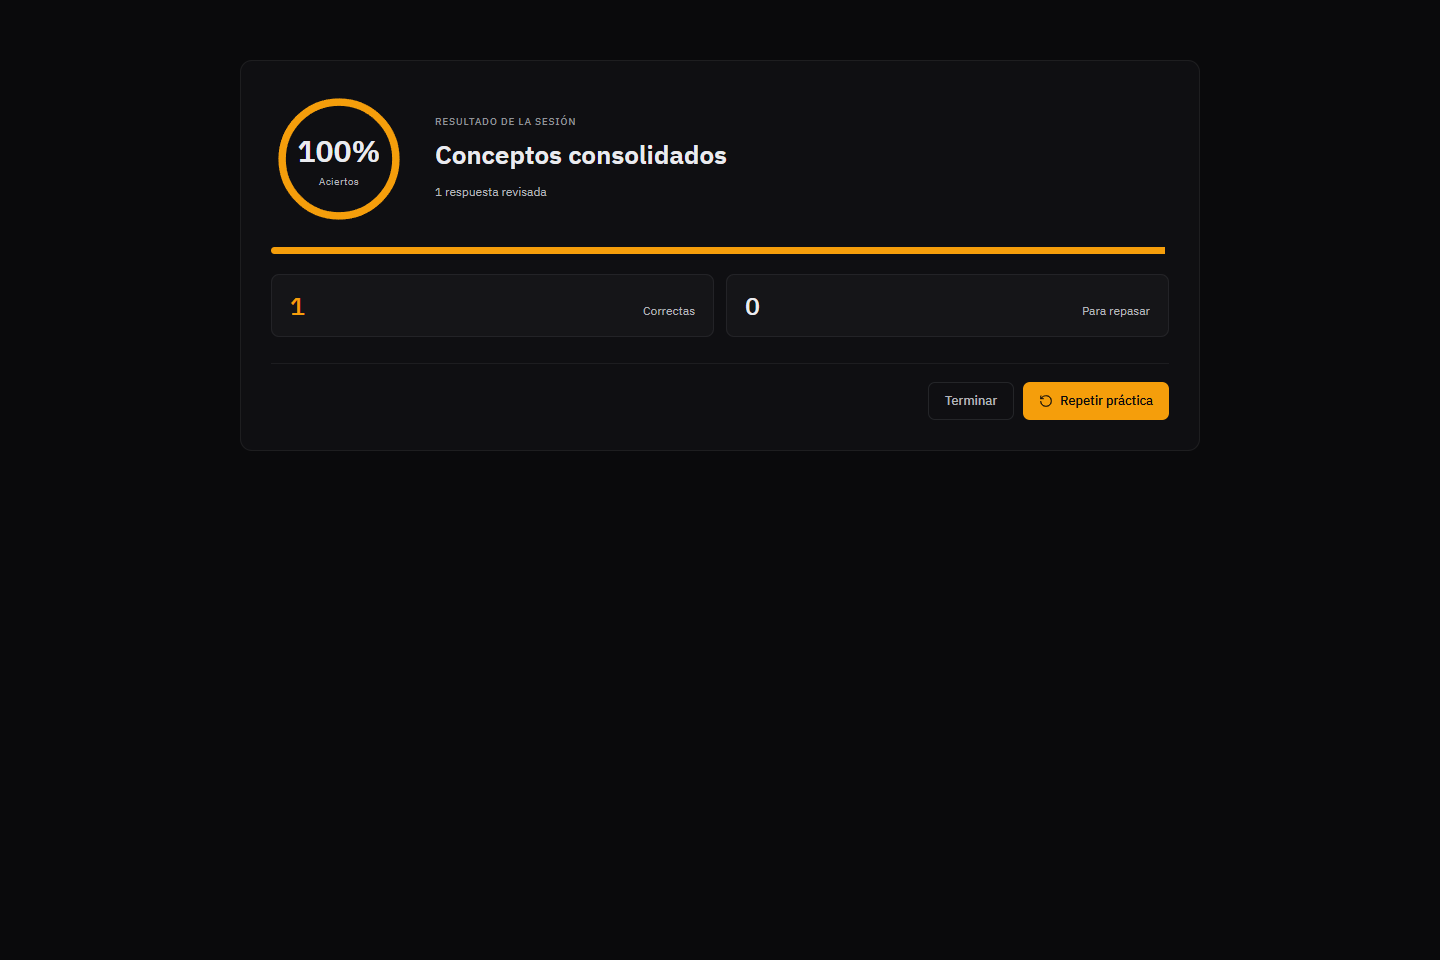 100%
Aciertos
RESULTADO DE LA SESIÓN
Conceptos consolidados
1 respuesta revisada
1 Correctas
0 Para repasar
Terminar
Repetir práctica